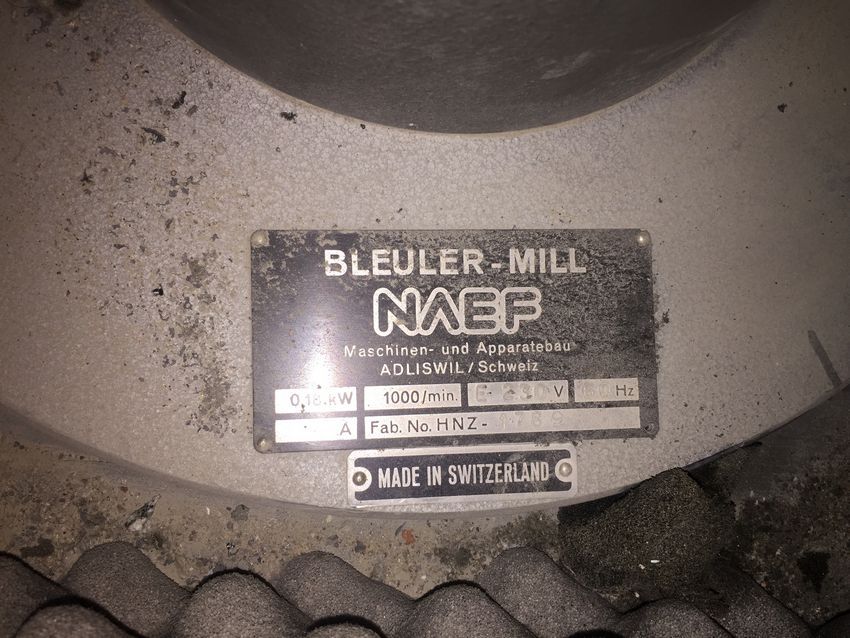 BLEULER-MILL
NAEF
Maschinen- und Apparatebau
ADLISWIL/Schweiz
0,18 kW 1000/min. V Hz
A Fab. No. HNZ-
MADE IN SWITZERLAND